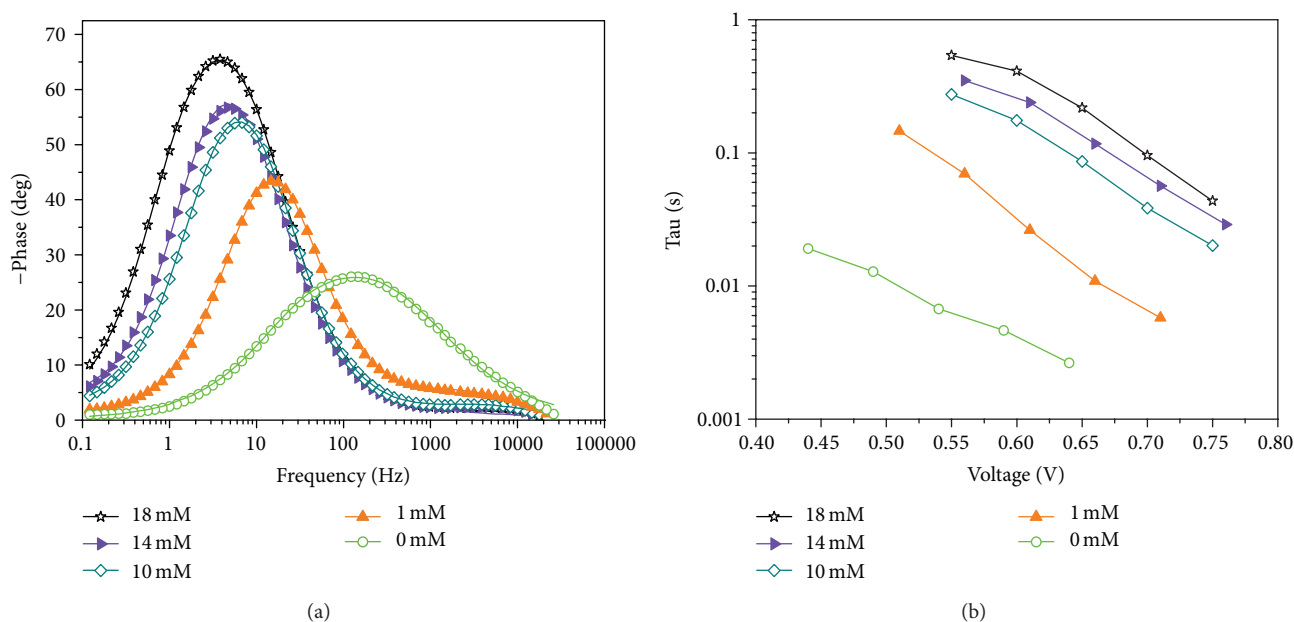 70
60
50
40
30
20
10
0
−Phase (deg)
0.1 1 10 100 1000 10000 100000
Frequency (Hz)
18 mM
14 mM
10 mM
1 mM
0 mM
(a)
1
0.1
0.01
0.001
Tau (s)
0.40 0.45 0.50 0.55 0.60 0.65 0.70 0.75 0.80
Voltage (V)
18 mM
14 mM
10 mM
1 mM
0 mM
(b)